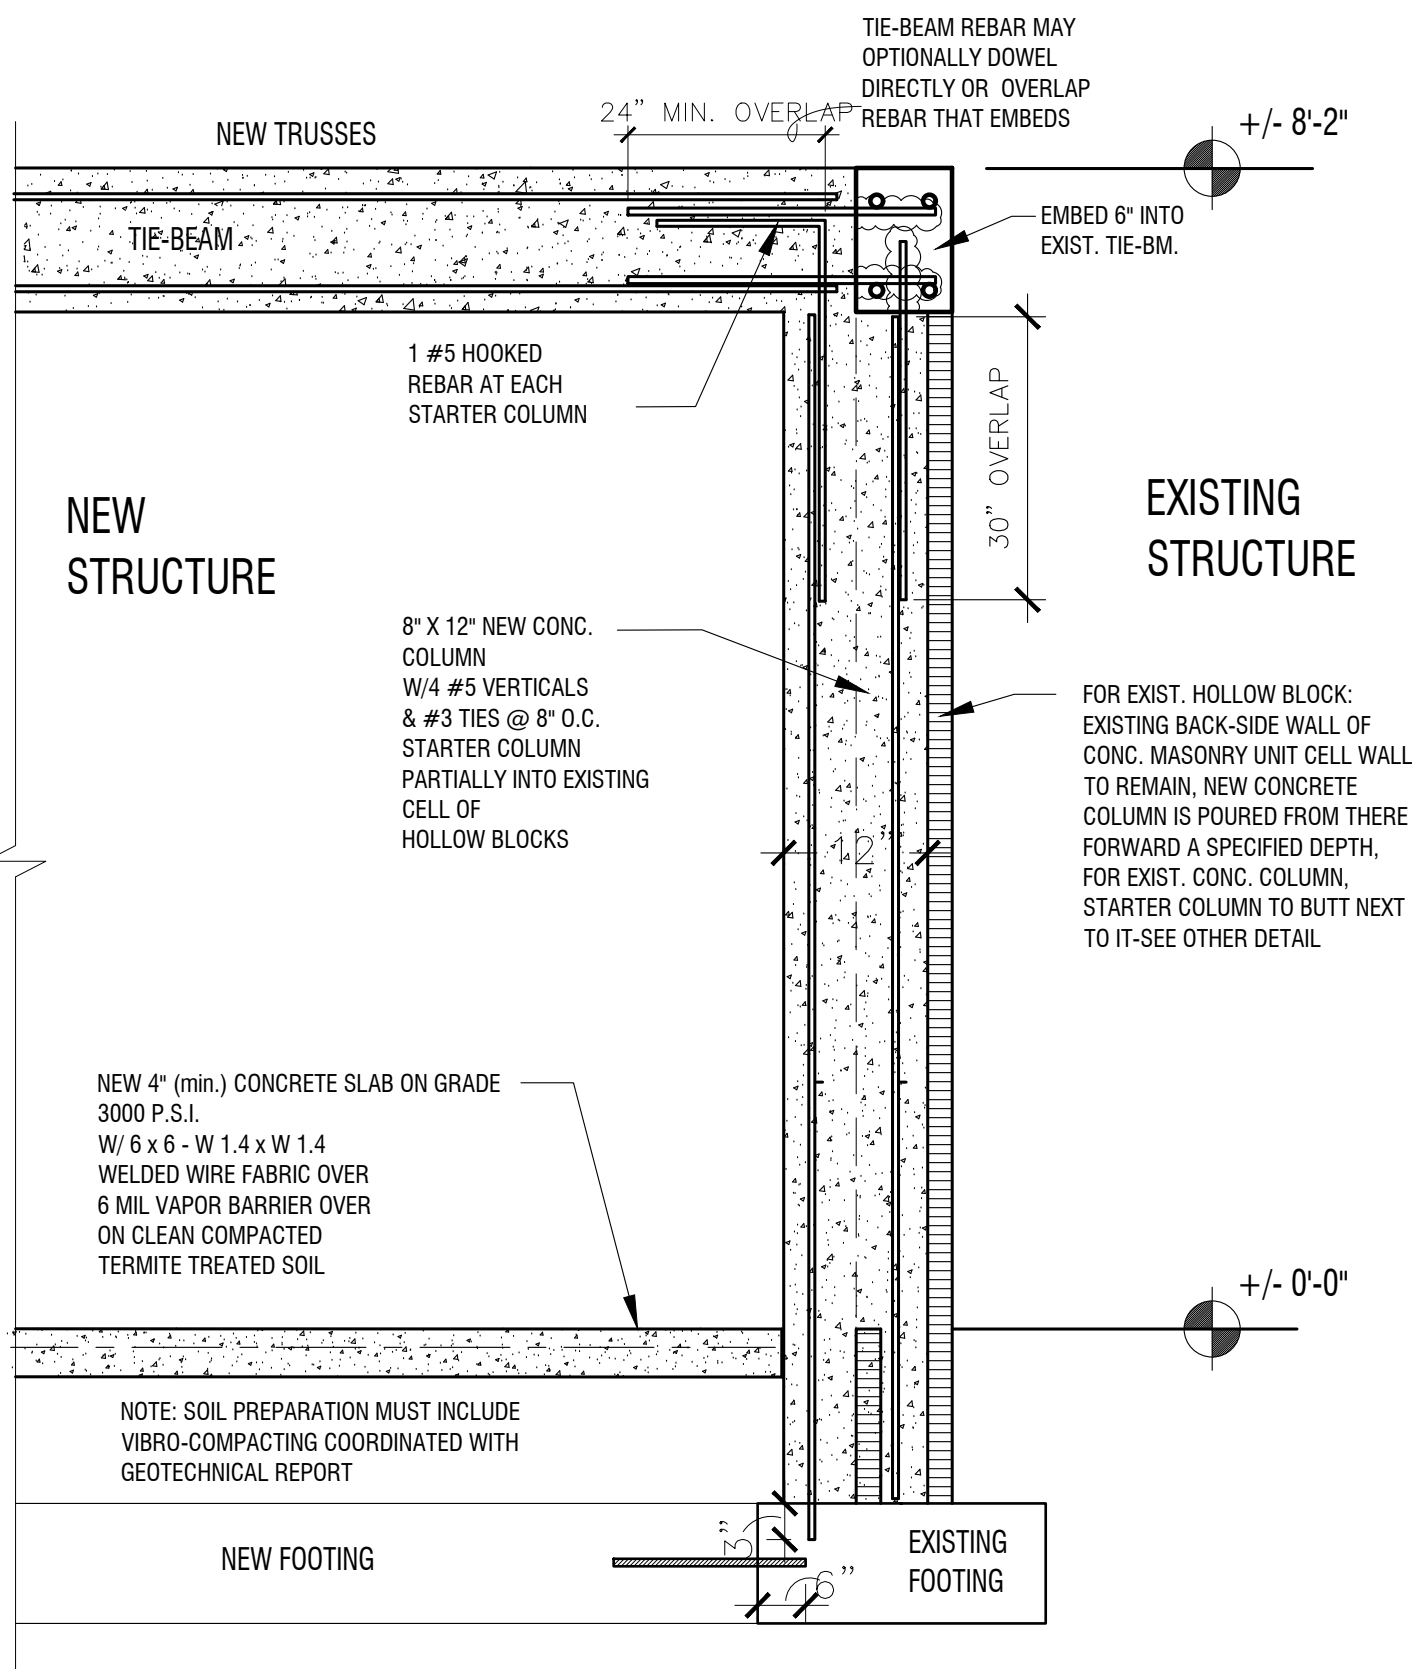 TIE-BEAM REBAR MAY
OPTIONALLY DOWEL
DIRECTLY OR OVERLAP
REBAR THAT EMBEDS
24" MIN. OVERLAP
NEW TRUSSES
+/- 8'-2"
TIE-BEAM
EMBED 6" INTO
EXIST. TIE-BM.
1 #5 HOOKED
REBAR AT EACH
STARTER COLUMN
30" OVERLAP
NEW
STRUCTURE
EXISTING
STRUCTURE
8" X 12" NEW CONC.
COLUMN
W/4 #5 VERTICALS
& #3 TIES @ 8" O.C.
STARTER COLUMN
PARTIALLY INTO EXISTING
CELL OF
HOLLOW BLOCKS
12"
FOR EXIST. HOLLOW BLOCK:
EXISTING BACK-SIDE WALL OF
CONC. MASONRY UNIT CELL WALL
TO REMAIN, NEW CONCRETE
COLUMN IS POURED FROM THERE
FORWARD A SPECIFIED DEPTH,
FOR EXIST. CONC. COLUMN,
STARTER COLUMN TO BUTT NEXT
TO IT-SEE OTHER DETAIL
NEW 4" (min.) CONCRETE SLAB ON GRADE
3000 P.S.I.
W/ 6 x 6 - W 1.4 x W 1.4
WELDED WIRE FABRIC OVER
6 MIL VAPOR BARRIER OVER
ON CLEAN COMPACTED
TERMITE TREATED SOIL
+/- 0'-0"
NOTE: SOIL PREPARATION MUST INCLUDE
VIBRO-COMPACTING COORDINATED WITH
GEOTECHNICAL REPORT
NEW FOOTING
3"
6"
EXISTING
FOOTING